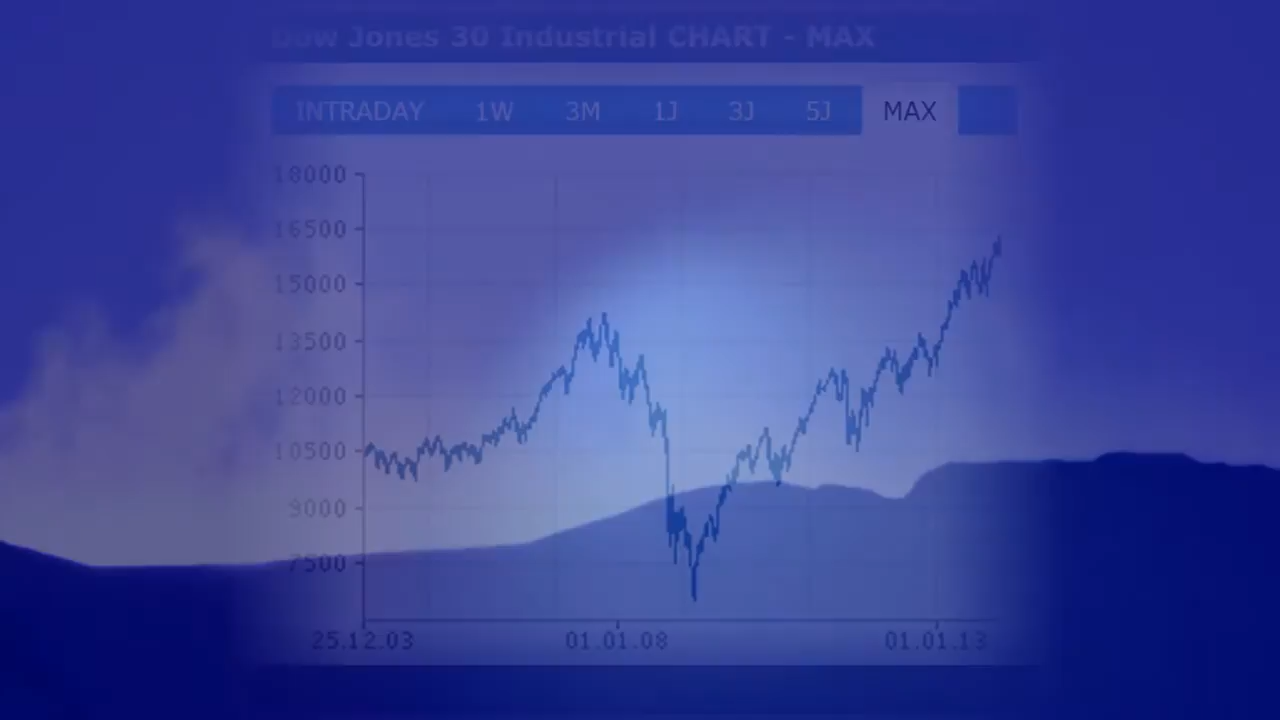 Dow Jones 30 Industrial CHART - MAX
INTRADAY 1W 3M 1J 3J 5J MAX
18000
16500
15000
13500
12000
10500
9000
7500
25.12.03 01.01.08 01.01.13